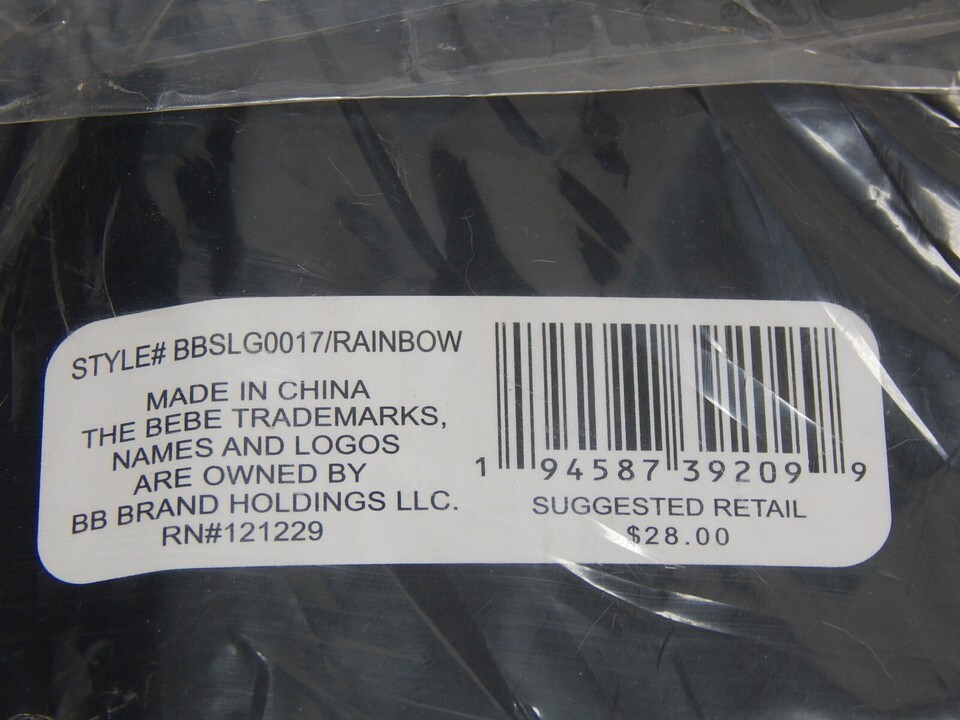 STYLE# BBSLG0017/RAINBOW
MADE IN CHINA
THE BEBE TRADEMARKS,
NAMES AND LOGOS
ARE OWNED BY
BB BRAND HOLDINGS LLC.
RN#121229
1 94587 39209 9
SUGGESTED RETAIL
$28.00